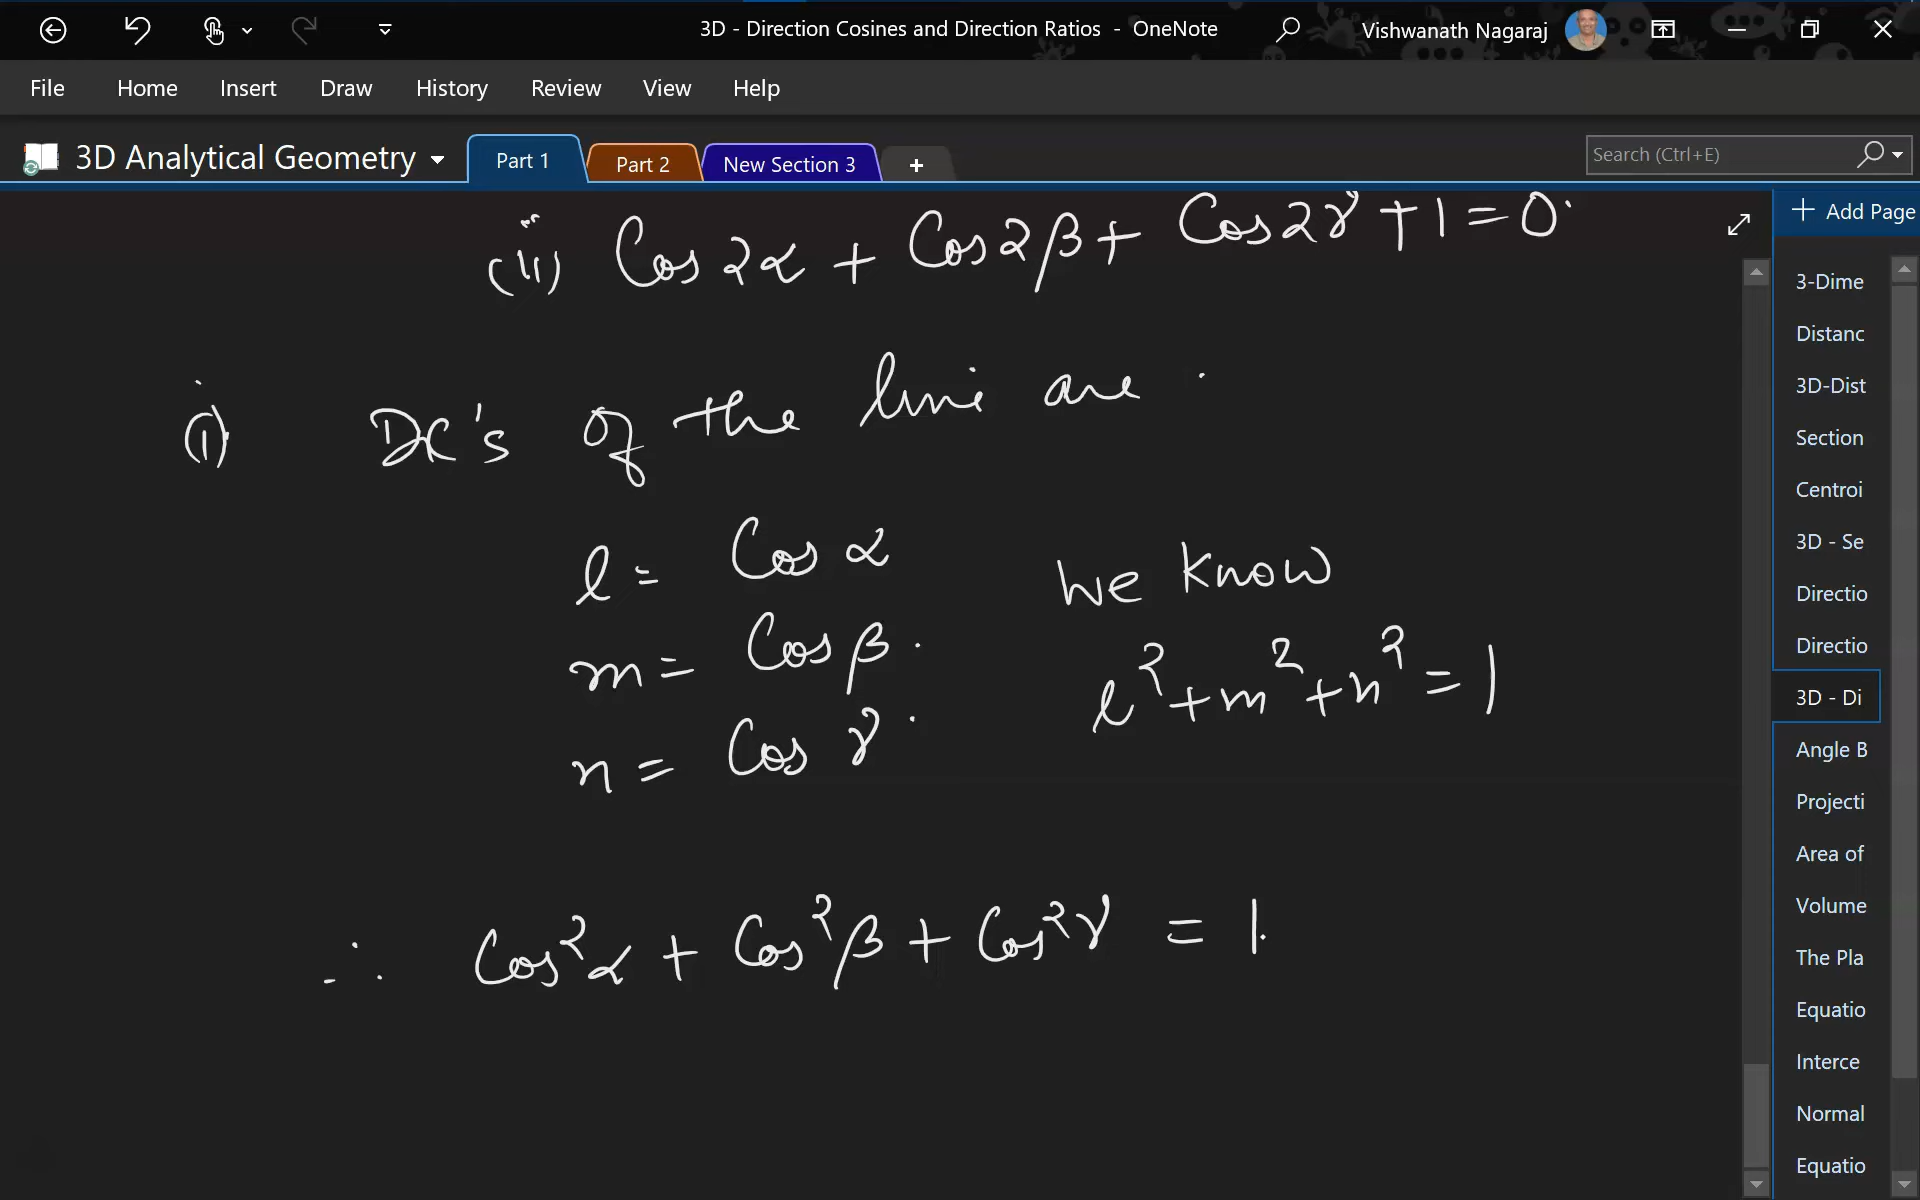 3D - Direction Cosines and Direction Ratios - OneNote
Vishwanath Nagaraj
File Home Insert Draw History Review View Help
3D Analytical Geometry Part 1 Part 2 New Section 3 + Search (Ctrl+E)
+ Add Page
(ii) Cos 2α + Cos 2β + Cos 2γ + 1 = 0.
(i) DC's of the line are
l = Cos α
m = Cos β.
n = Cos γ.
we know
l² + m² + n² = 1
∴ Cos²α + Cos²β + Cos²γ = 1.
3-Dime
Distanc
3D-Dist
Section
Centroi
3D - Se
Directio
Directio
3D - Di
Angle B
Projecti
Area of
Volume
The Pla
Equatio
Interce
Normal
Equatio